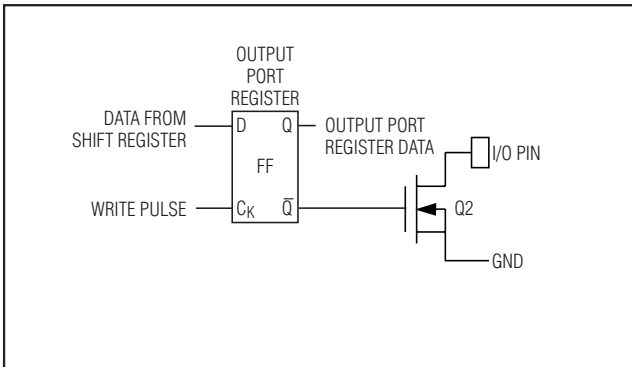 OUTPUT
PORT
REGISTER
DATA FROM
SHIFT REGISTER
D
Q
OUTPUT PORT
REGISTER DATA
FF
I/O PIN
WRITE PULSE
CK
Q̅
Q2
GND